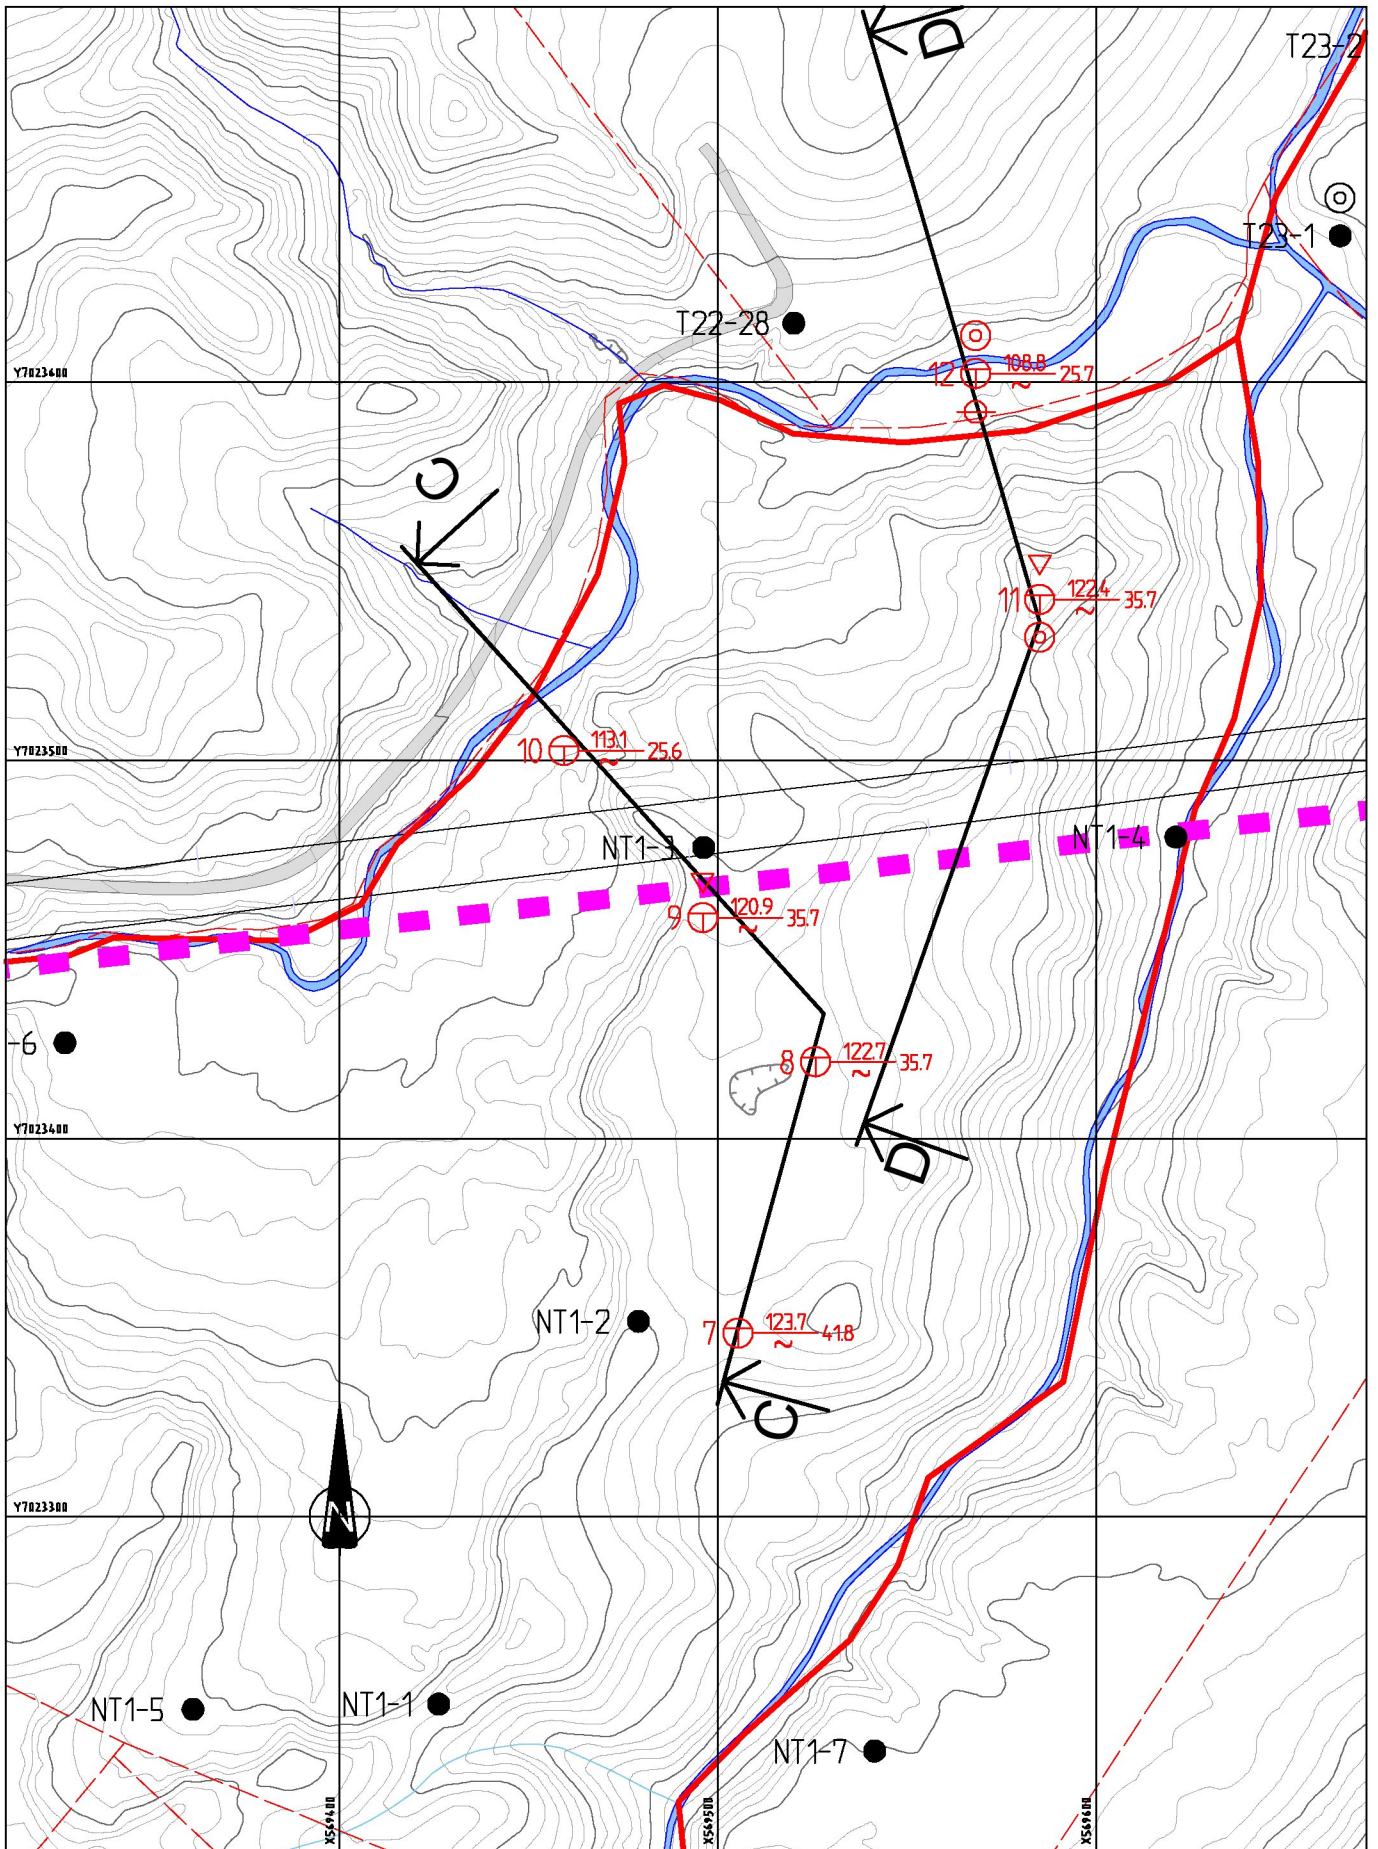 D
T23-2
T23-1
T22-28
Y7023600
12 108.8 25.7
~
C
11 122.4 35.7
~
Y7023500
10 113.1 25.6
~
NT1-3
NT1-4
9 120.9 35.7
~
-6
8 122.7 35.7
~
Y7023400
D
NT1-2
7 123.7 41.8
~
C
Y7023300
N
NT1-5
NT1-1
NT1-7
X569400
X569500
X569600